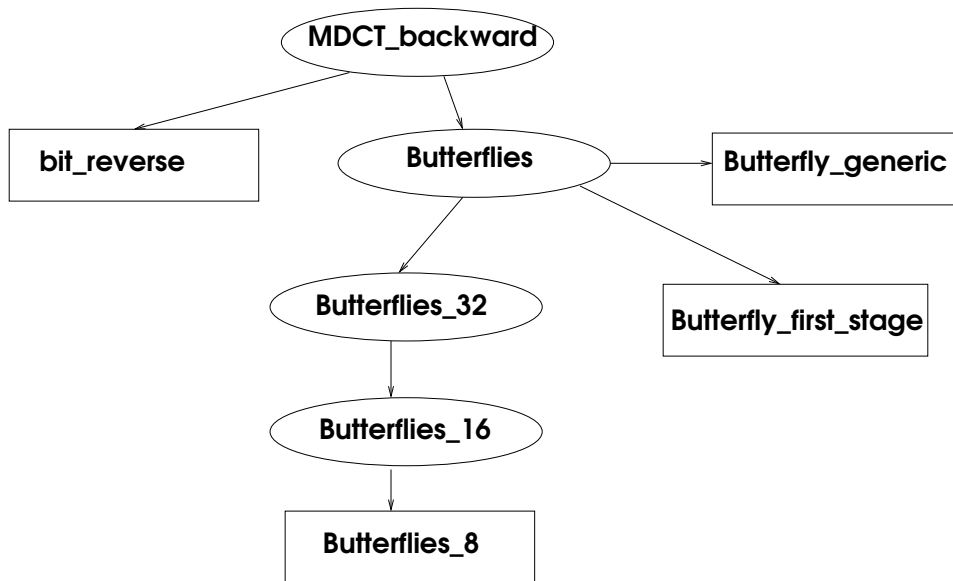 MDCT_backward
bit_reverse
Butterflies
Butterfly_generic
Butterflies_32
Butterfly_first_stage
Butterflies_16
Butterflies_8